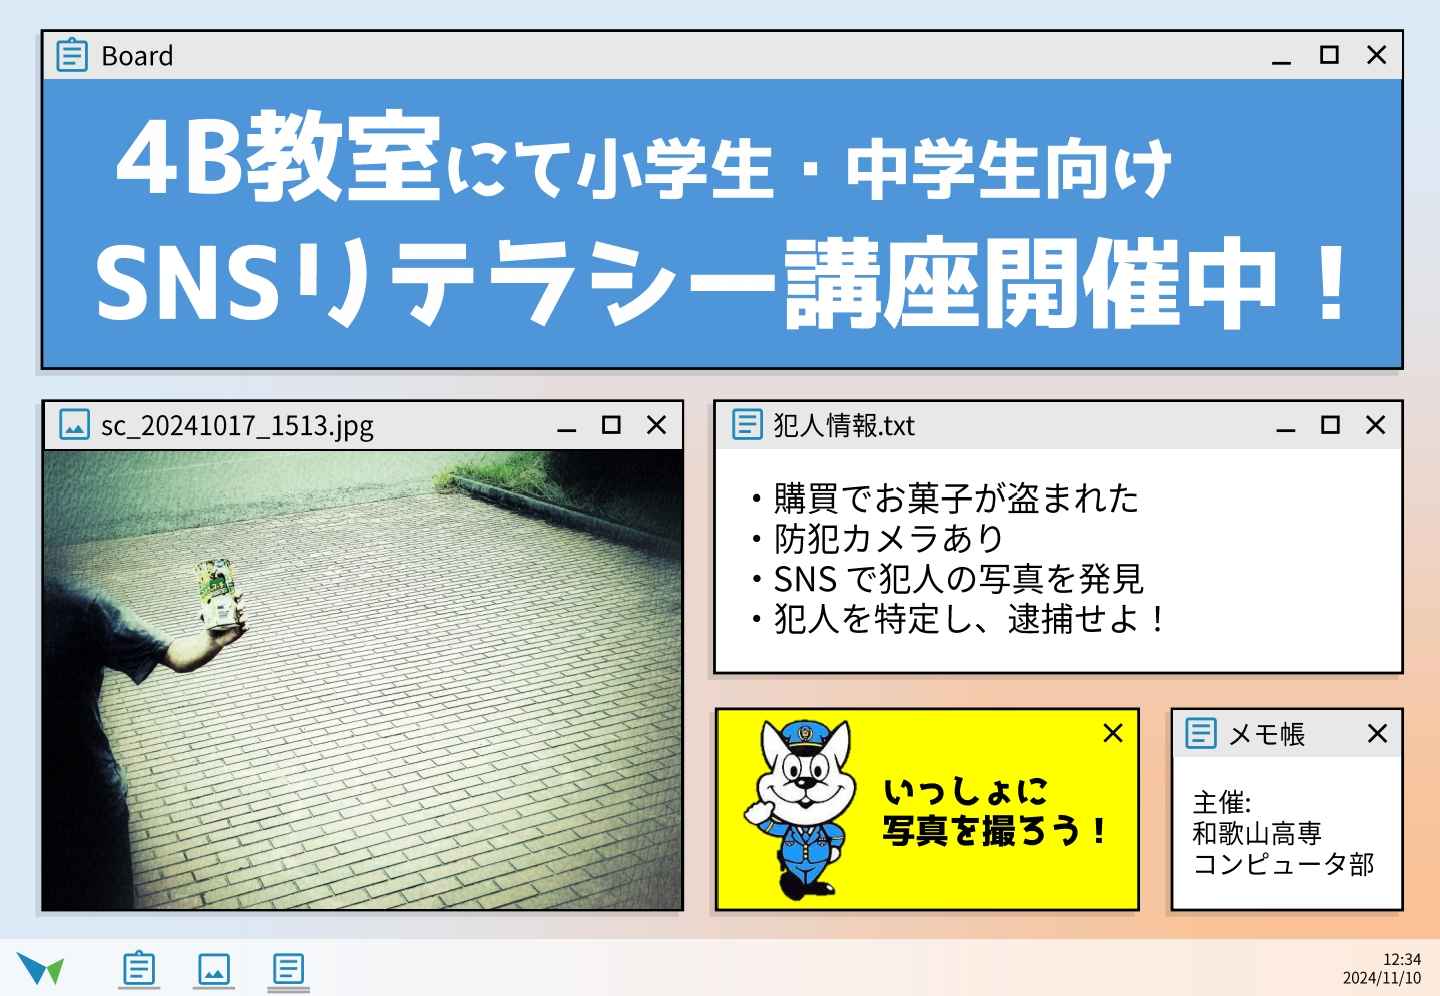 Board
4B教室にて小学生・中学生向け
SNSリテラシー講座開催中！
sc_20241017_1513.jpg
犯人情報.txt
・購買でお菓子が盗まれた
・防犯カメラあり
・SNS で犯人の写真を発見
・犯人を特定し、逮捕せよ！
いっしょに
写真を撮ろう！
メモ帳
主催:
和歌山高専
コンピュータ部
12:34
2024/11/10